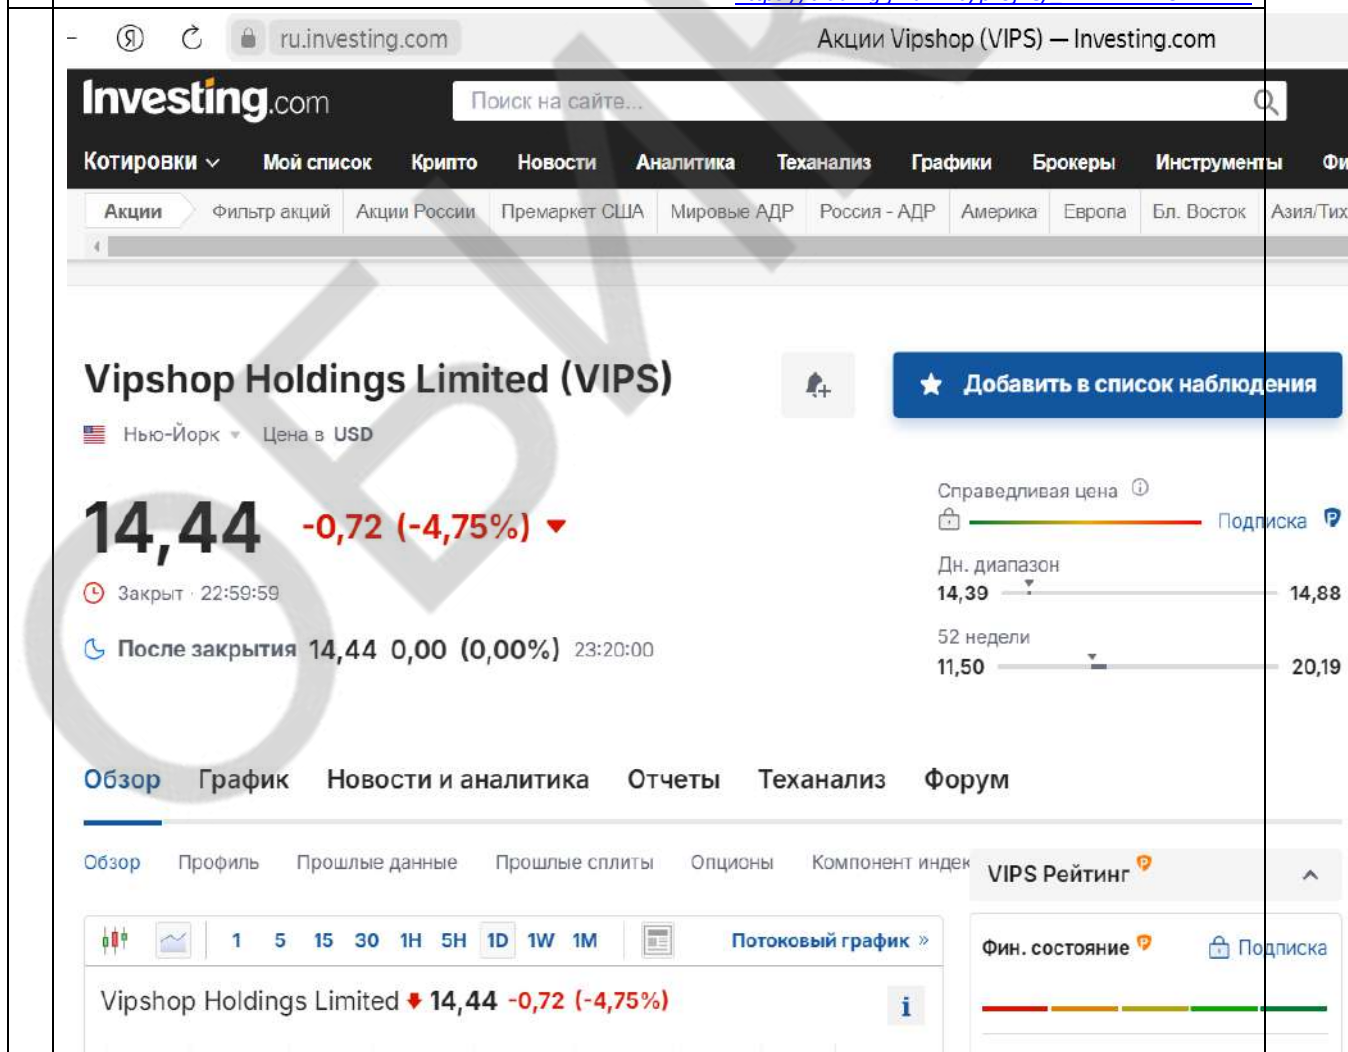 ru.investing.com
Акции Vipshop (VIPS) — Investing.com
Investing.com
Поиск на сайте...
Котировки Мой список Крипто Новости Аналитика Теханализ Графики Брокеры Инструменты Фи
Акции Фильтр акций Акции России Премаркет США Мировые АДР Россия - АДР Америка Европа Бл. Восток Азия/Тих
Vipshop Holdings Limited (VIPS)
Добавить в список наблюдения
Нью-Йорк Цена в USD
14,44 -0,72 (-4,75%)
Справедливая цена
Подписка
Закрыт · 22:59:59
Дн. диапазон
14,39 14,88
После закрытия 14,44 0,00 (0,00%) 23:20:00
52 недели
11,50 20,19
Обзор График Новости и аналитика Отчеты Теханализ Форум
Обзор Профиль Прошлые данные Прошлые сплиты Опционы Компонент индек
VIPS Рейтинг
1 5 15 30 1H 5H 1D 1W 1M
Потоковый график »
Фин. состояние Подписка
Vipshop Holdings Limited 14,44 -0,72 (-4,75%)
i